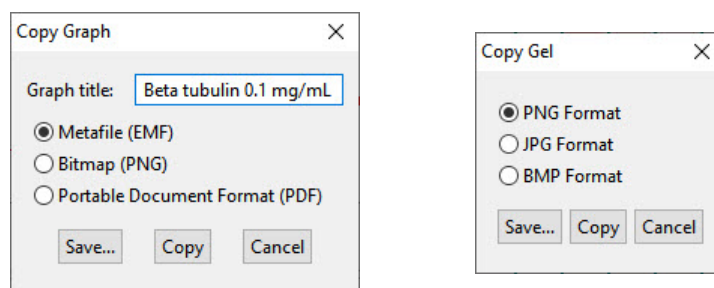 Copy Graph
Graph title: Beta tubulin 0.1 mg/mL
Metafile (EMF)
Bitmap (PNG)
Portable Document Format (PDF)
Save... Copy Cancel
Copy Gel
PNG Format
JPG Format
BMP Format
Save... Copy Cancel